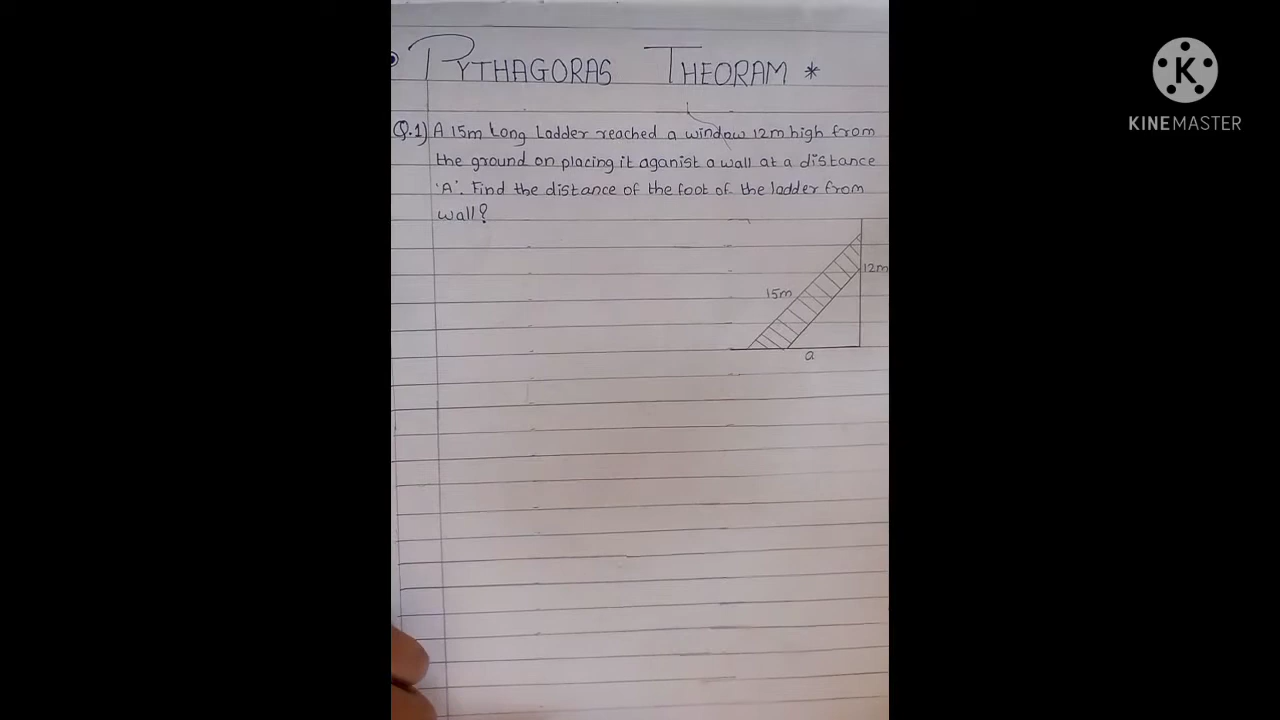 PYTHAGORAS THEORAM *
Q.1) A 15m Long Ladder reached a window 12m high from
the ground on placing it aganist a wall at a distance
'A'. Find the distance of the foot of the ladder from
wall?
12m
15m
a
K
KINEMASTER